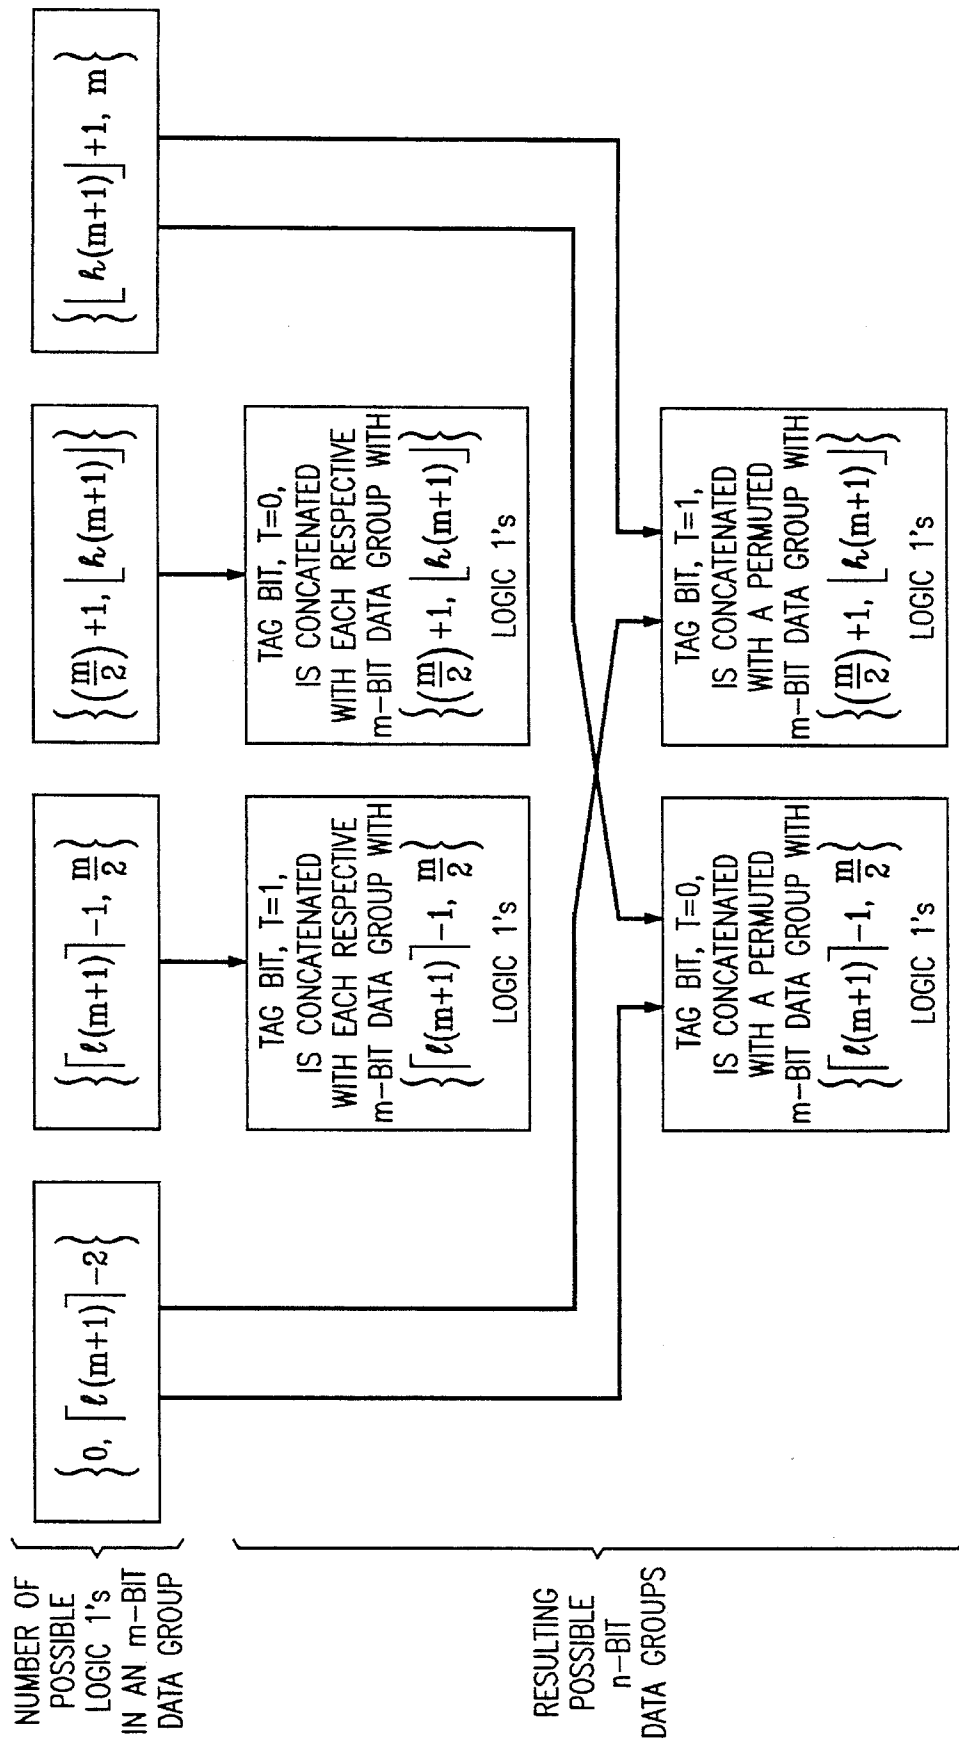 NUMBER OF
POSSIBLE
LOGIC 1's
IN AN m-BIT
DATA GROUP
{0, ⌈ℓ(m+1)⌉-2}
{⌈ℓ(m+1)⌉-1, m/2}
{(m/2)+1, ⌊h(m+1)⌋}
{⌊h(m+1)⌋+1, m}
RESULTING
POSSIBLE
n-BIT
DATA GROUPS
TAG BIT, T=1,
IS CONCATENATED
WITH EACH RESPECTIVE
m-BIT DATA GROUP WITH
{⌈ℓ(m+1)⌉-1, m/2}
LOGIC 1's
TAG BIT, T=0,
IS CONCATENATED
WITH EACH RESPECTIVE
m-BIT DATA GROUP WITH
{(m/2)+1, ⌊h(m+1)⌋}
LOGIC 1's
TAG BIT, T=0,
IS CONCATENATED
WITH A PERMUTED
m-BIT DATA GROUP WITH
{⌈ℓ(m+1)⌉-1, m/2}
LOGIC 1's
TAG BIT, T=1,
IS CONCATENATED
WITH A PERMUTED
m-BIT DATA GROUP WITH
{(m/2)+1, ⌊h(m+1)⌋}
LOGIC 1's